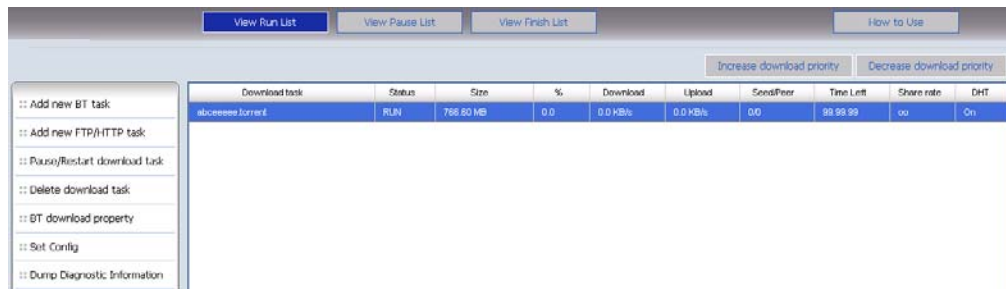 View Run List View Pause List View Finish List How to Use
Increase download priority Decrease download priority
Download task Status Size % Download Upload Seed/Peer Time Left Share rate DHT
abceeeee.torrent RUN 766.60 MB 0.0 0.0 KB/s 0.0 KB/s 0/0 99.99.99 oo On
:: Add new BT task
:: Add new FTP/HTTP task
:: Pause/Restart download task
:: Delete download task
:: BT download property
:: Set Config
:: Dump Diagnostic Information